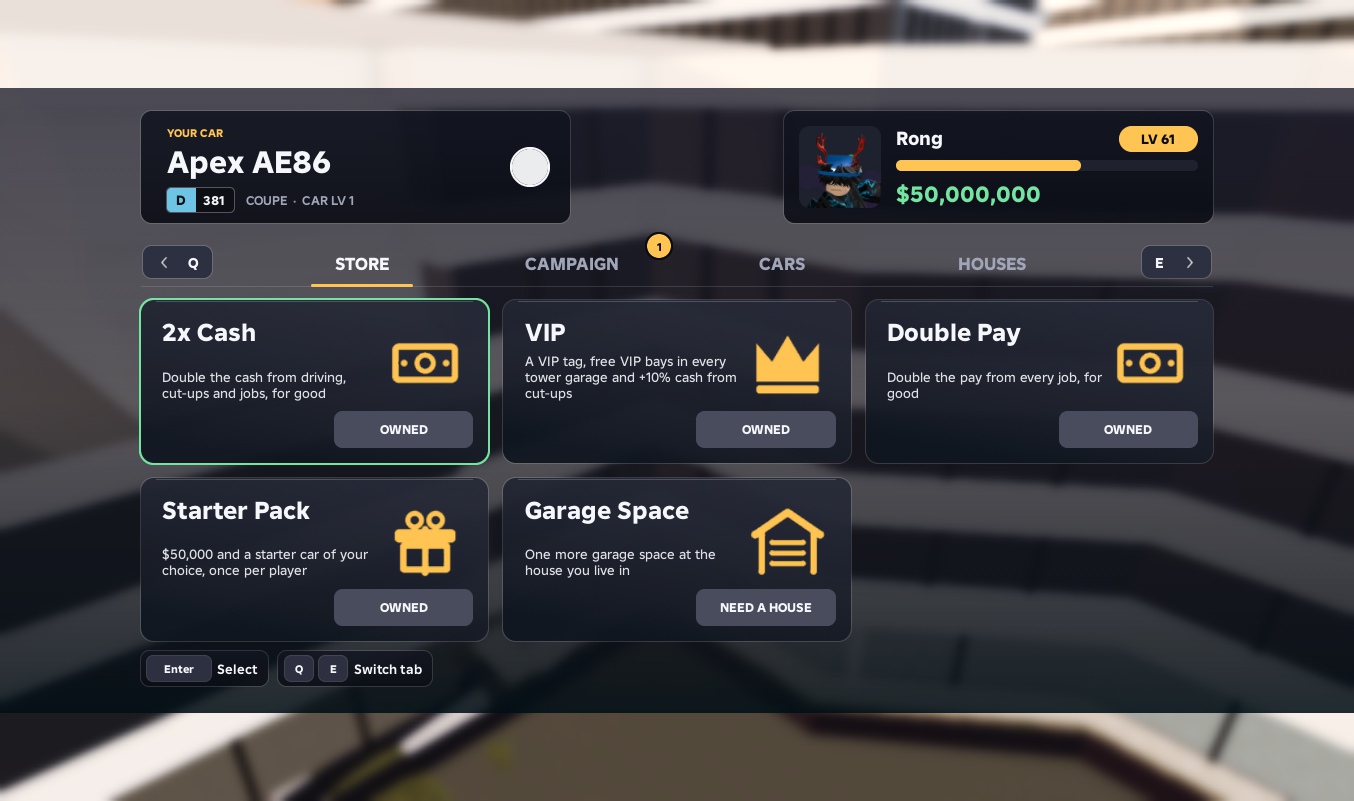 YOUR CAR
Apex AE86
D 381 COUPE · CAR LV 1
Rong
LV 61
$50,000,000
Q
STORE
CAMPAIGN
1
CARS
HOUSES
E
2x Cash
Double the cash from driving,
cut-ups and jobs, for good
OWNED
VIP
A VIP tag, free VIP bays in every
tower garage and +10% cash from
cut-ups
OWNED
Double Pay
Double the pay from every job, for
good
OWNED
Starter Pack
$50,000 and a starter car of your
choice, once per player
OWNED
Garage Space
One more garage space at the
house you live in
NEED A HOUSE
Enter Select
Q E Switch tab